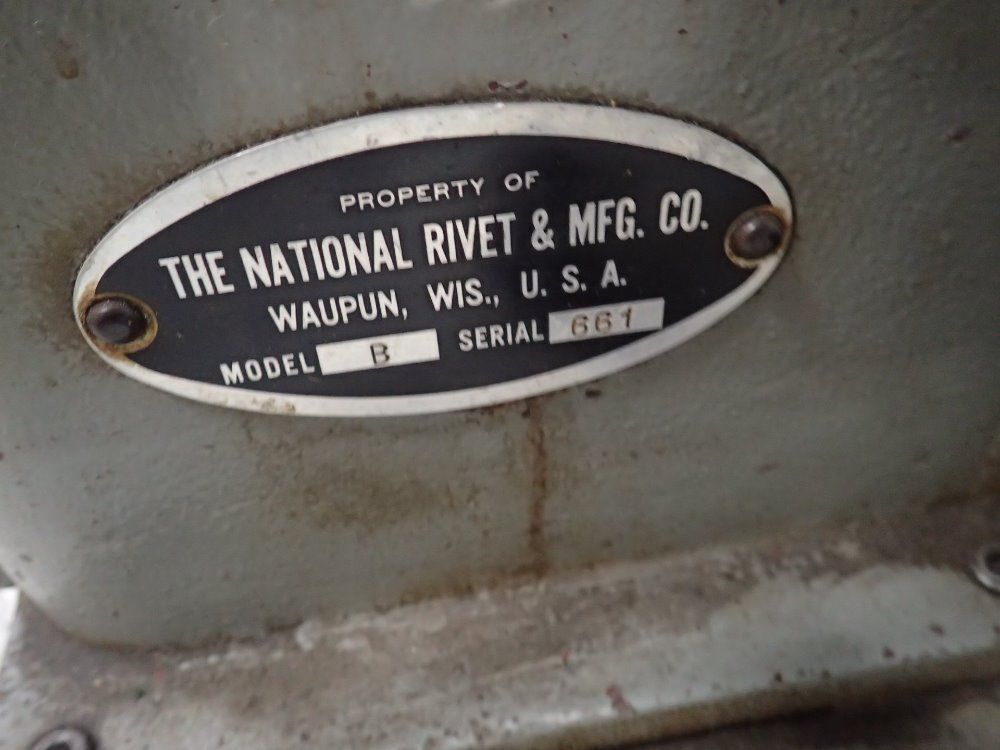 PROPERTY OF
THE NATIONAL RIVET & MFG. CO.
WAUPUN, WIS., U. S. A.
MODEL B SERIAL 661